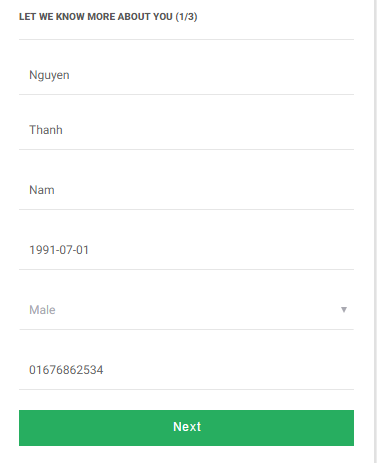 LET WE KNOW MORE ABOUT YOU (1/3)
Nguyen
Thanh
Nam
1991-07-01
Male
01676862534
Next